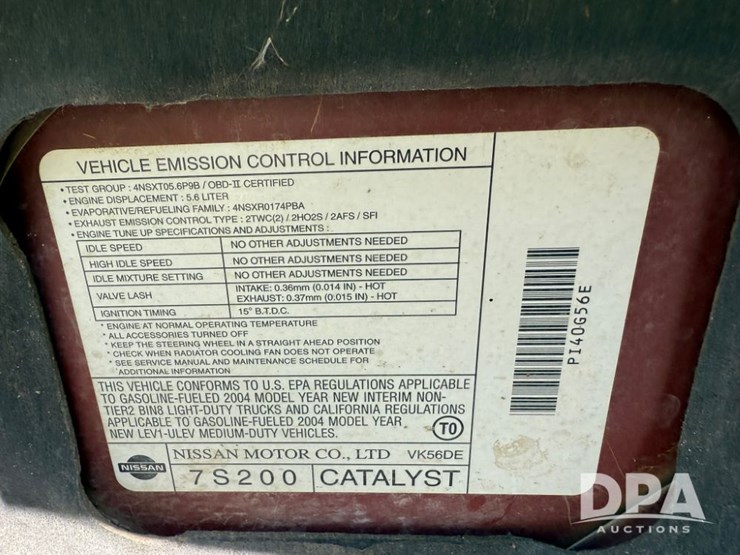 VEHICLE EMISSION CONTROL INFORMATION
• TEST GROUP : 4NSXT05.6P9B / OBD-II CERTIFIED
• ENGINE DISPLACEMENT : 5.6 LITER
• EVAPORATIVE/REFUELING FAMILY : 4NSXR0174PBA
• EXHAUST EMISSION CONTROL TYPE : 2TWC(2) / 2HO2S / 2AFS / SFI
• ENGINE TUNE UP SPECIFICATIONS AND ADJUSTMENTS :
IDLE SPEED NO OTHER ADJUSTMENTS NEEDED
HIGH IDLE SPEED NO OTHER ADJUSTMENTS NEEDED
IDLE MIXTURE SETTING NO OTHER ADJUSTMENTS NEEDED
VALVE LASH INTAKE: 0.36mm (0.014 IN) - HOT
EXHAUST: 0.37mm (0.015 IN) - HOT
IGNITION TIMING 15° B.T.D.C.
* ENGINE AT NORMAL OPERATING TEMPERATURE
* ALL ACCESSORIES TURNED OFF
* KEEP THE STEERING WHEEL IN A STRAIGHT AHEAD POSITION
* CHECK WHEN RADIATOR COOLING FAN DOES NOT OPERATE
* SEE SERVICE MANUAL AND MAINTENANCE SCHEDULE FOR
ADDITIONAL INFORMATION
THIS VEHICLE CONFORMS TO U.S. EPA REGULATIONS APPLICABLE
TO GASOLINE-FUELED 2004 MODEL YEAR NEW INTERIM NON-
TIER2 BIN8 LIGHT-DUTY TRUCKS AND CALIFORNIA REGULATIONS
APPLICABLE TO GASOLINE-FUELED 2004 MODEL YEAR
NEW LEV1-ULEV MEDIUM-DUTY VEHICLES.
T0
NISSAN
NISSAN MOTOR CO., LTD VK56DE
7S200 CATALYST
PI40G56E
DPA
AUCTIONS